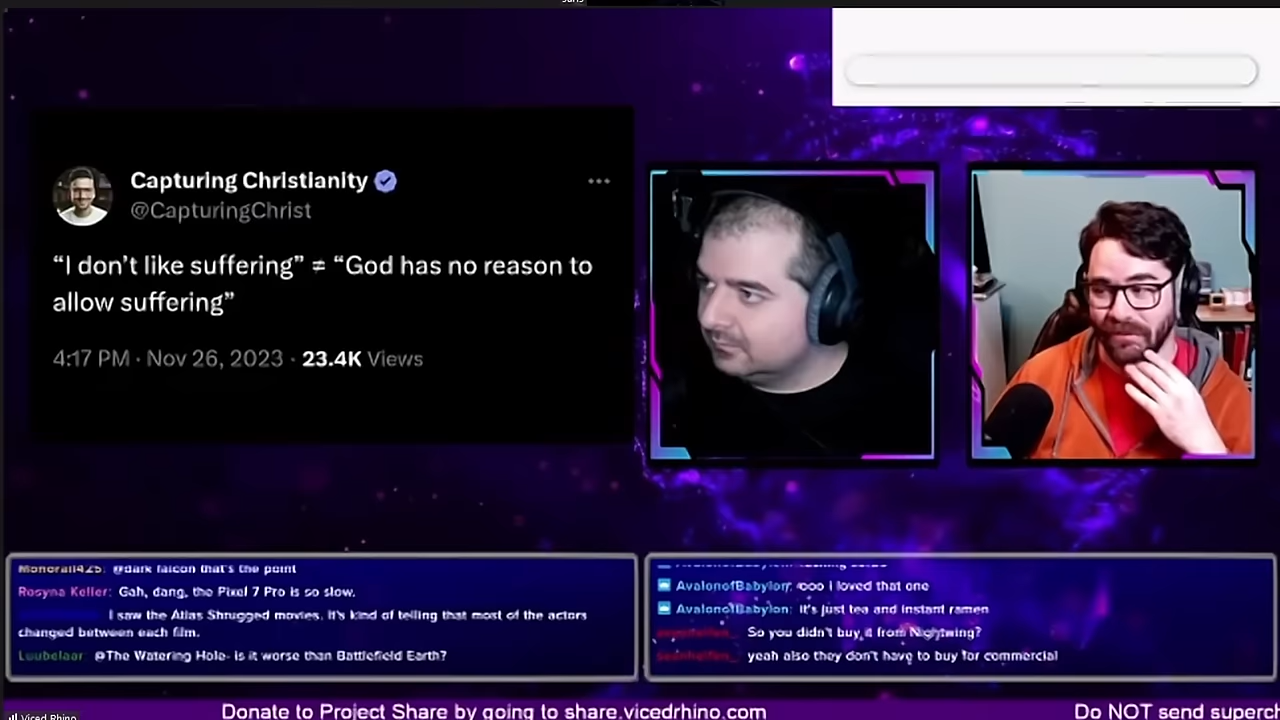 Capturing Christianity
@CapturingChrist
“I don’t like suffering” ≠ “God has no reason to
allow suffering”
4:17 PM · Nov 26, 2023 · 23.4K Views
Monorail425: @dark falcon that's the point
Rosyna Keller: Gah, dang, the Pixel 7 Pro is so slow.
I saw the Atlas Shrugged movies. It's kind of telling that most of the actors
changed between each film.
Luubelaar: @The Watering Hole- is it worse than Battlefield Earth?
AvalonofBabylon: ooo i loved that one
AvalonofBabylon: it's just tea and instant ramen
So you didn't buy it from Nightwing?
yeah also they don't have to buy for commercial
Viced Rhino
Donate to Project Share by going to share.vicedrhino.com
Do NOT send superch